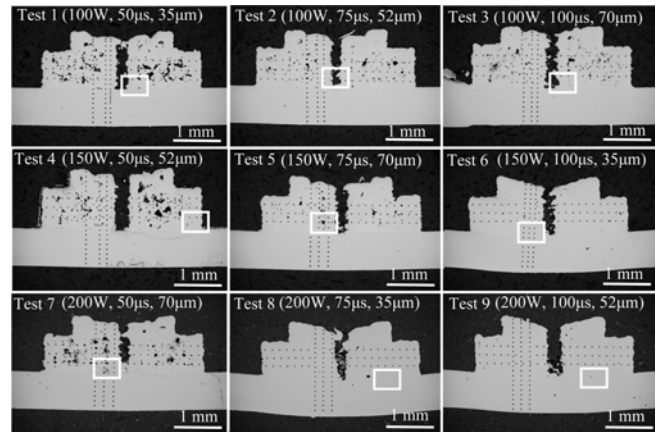 Test 1 (100W, 50μs, 35μm)
1 mm
Test 2 (100W, 75μs, 52μm)
1 mm
Test 3 (100W, 100μs, 70μm)
1 mm
Test 4 (150W, 50μs, 52μm)
1 mm
Test 5 (150W, 75μs, 70μm)
1 mm
Test 6 (150W, 100μs, 35μm)
1 mm
Test 7 (200W, 50μs, 70μm)
1 mm
Test 8 (200W, 75μs, 35μm)
1 mm
Test 9 (200W, 100μs, 52μm)
1 mm